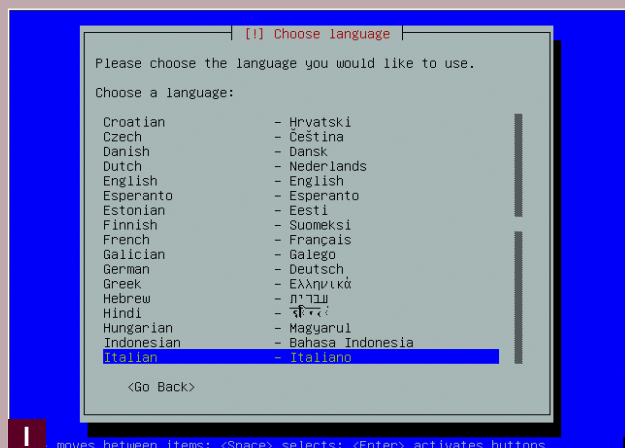 [!] Choose language
Please choose the language you would like to use.
Choose a language:
Croatian - Hrvatski
Czech - Čeština
Danish - Dansk
Dutch - Nederlands
English - English
Esperanto - Esperanto
Estonian - Eesti
Finnish - Suomeksi
French - Français
Galician - Galego
German - Deutsch
Greek - Ελληνικά
Hebrew - עברית
Hindi -
Hungarian - Magyarul
Indonesian - Bahasa Indonesia
Italian - Italiano
<Go Back>
I
moves between items; <Space> selects; <Enter> activates buttons